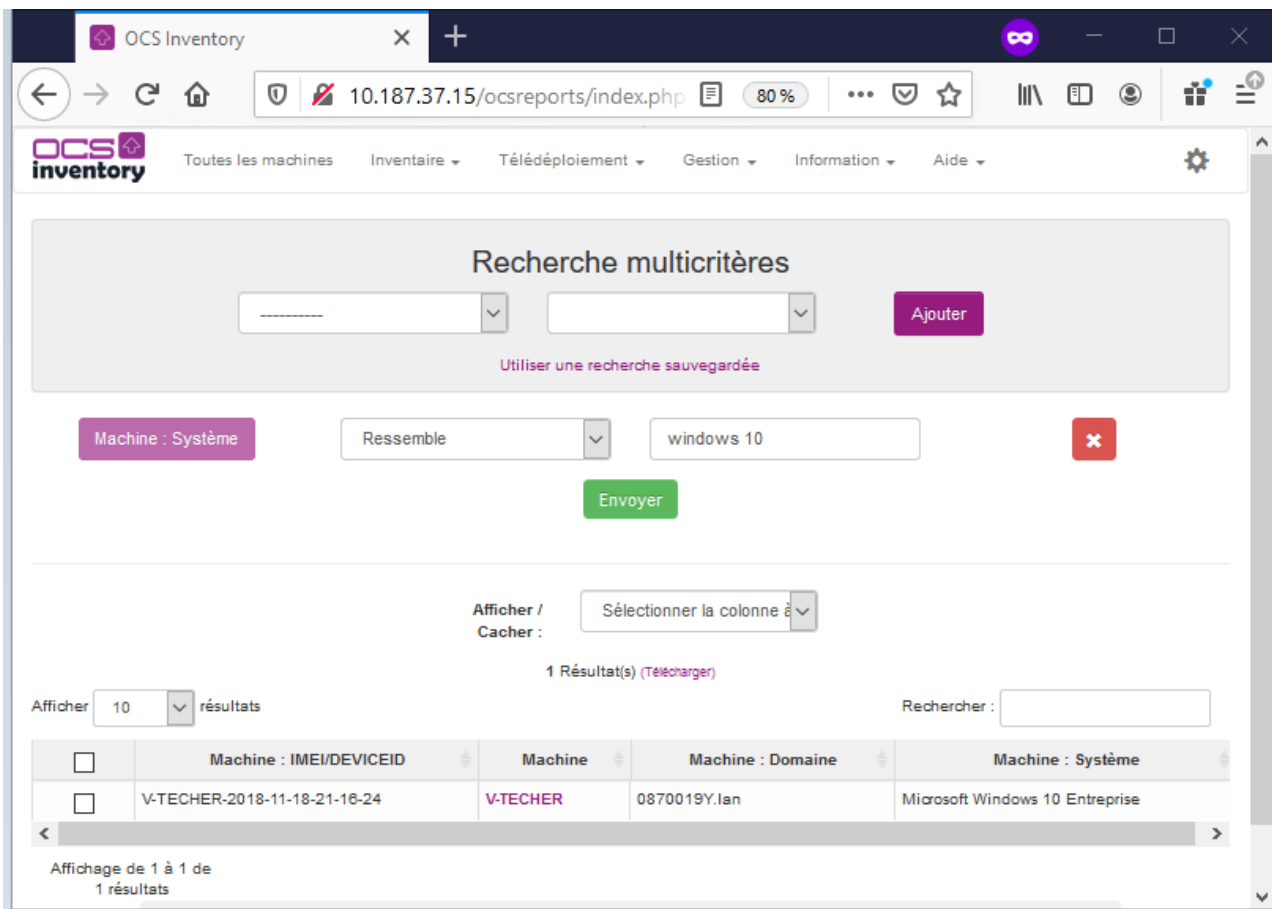 OCS Inventory
10.187.37.15/ocsreports/index.php 80 %
OCS inventory Toutes les machines Inventaire Télédéploiement Gestion Information Aide
Recherche multicritères
---------- Ajouter
Utiliser une recherche sauvegardée
Machine : Système Ressemble windows 10
Envoyer
Afficher / Sélectionner la colonne à
Cacher :
1 Résultat(s) (Télécharger)
Afficher 10 résultats Rechercher :
Machine : IMEI/DEVICEID Machine Machine : Domaine Machine : Système
V-TECHER-2018-11-18-21-16-24 V-TECHER 0870019Y.lan Microsoft Windows 10 Entreprise
Affichage de 1 à 1 de
1 résultats